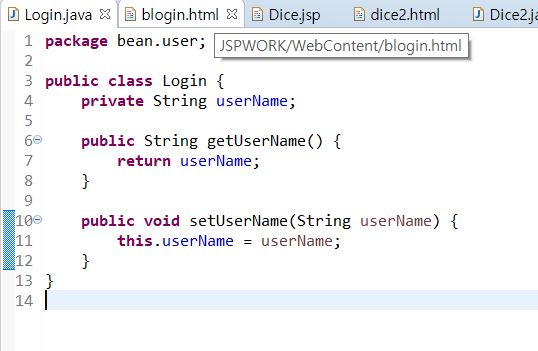 Login.java blogin.html Dice.jsp dice2.html Dice2.j
1 package bean.user;
JSPWORK/WebContent/blogin.html
2
3 public class Login {
4 private String userName;
5
6 public String getUserName() {
7 return userName;
8 }
9
10 public void setUserName(String userName) {
11 this.userName = userName;
12 }
13 }
14